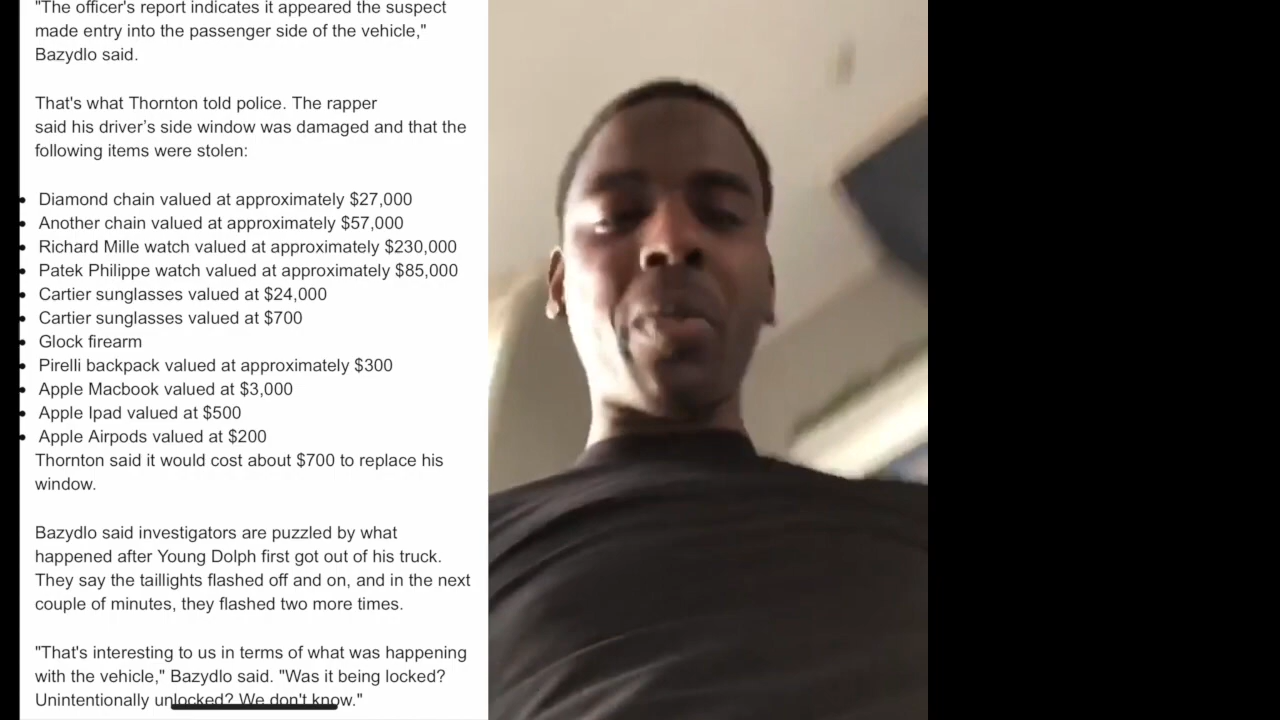 "The officer's report indicates it appeared the suspect
made entry into the passenger side of the vehicle,"
Bazydlo said.
That's what Thornton told police. The rapper
said his driver’s side window was damaged and that the
following items were stolen:
• Diamond chain valued at approximately $27,000
• Another chain valued at approximately $57,000
• Richard Mille watch valued at approximately $230,000
• Patek Philippe watch valued at approximately $85,000
• Cartier sunglasses valued at $24,000
• Cartier sunglasses valued at $700
• Glock firearm
• Pirelli backpack valued at approximately $300
• Apple Macbook valued at $3,000
• Apple Ipad valued at $500
• Apple Airpods valued at $200
Thornton said it would cost about $700 to replace his
window.
Bazydlo said investigators are puzzled by what
happened after Young Dolph first got out of his truck.
They say the taillights flashed off and on, and in the next
couple of minutes, they flashed two more times.
"That's interesting to us in terms of what was happening
with the vehicle," Bazydlo said. "Was it being locked?
Unintentionally unlocked? We don't know."